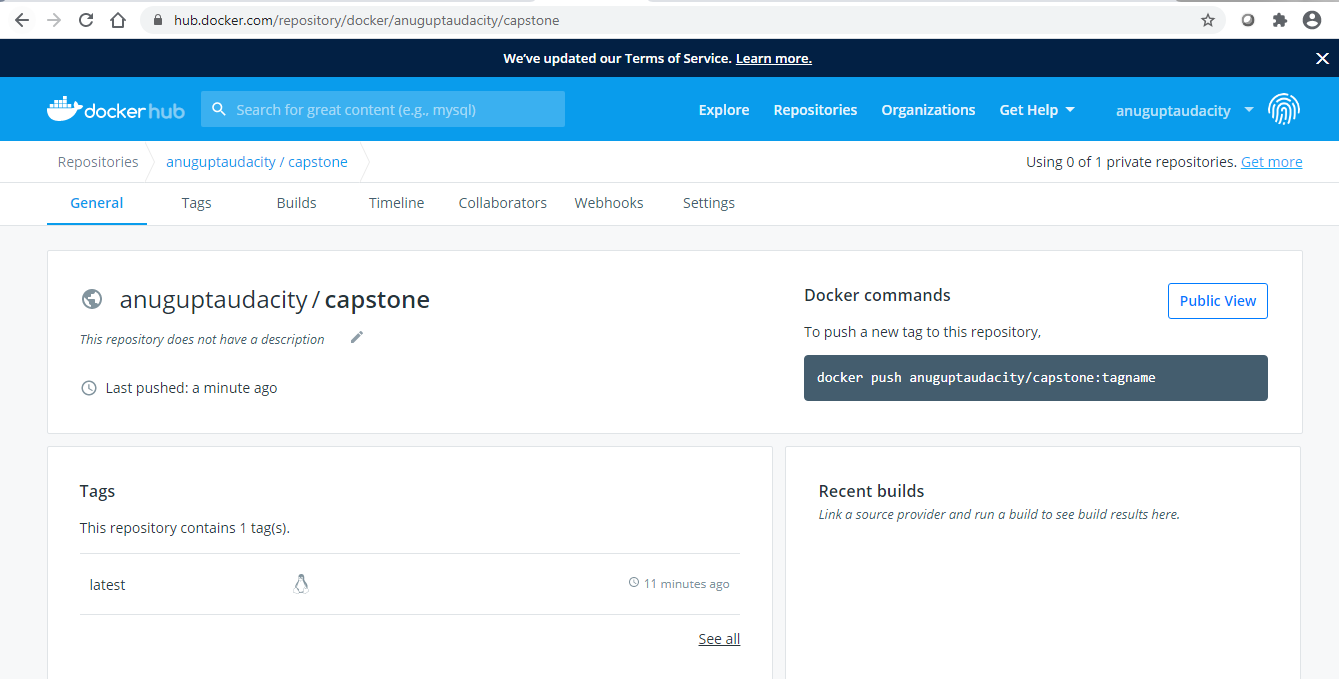 hub.docker.com/repository/docker/anuguptaudacity/capstone
We've updated our Terms of Service. Learn more.
docker hub
Search for great content (e.g., mysql)
Explore
Repositories
Organizations
Get Help
anuguptaudacity
Repositories
anuguptaudacity / capstone
Using 0 of 1 private repositories. Get more
General
Tags
Builds
Timeline
Collaborators
Webhooks
Settings
anuguptaudacity / capstone
This repository does not have a description
Last pushed: a minute ago
Docker commands
Public View
To push a new tag to this repository,
docker push anuguptaudacity/capstone:tagname
Tags
This repository contains 1 tag(s).
latest
11 minutes ago
See all
Recent builds
Link a source provider and run a build to see build results here.